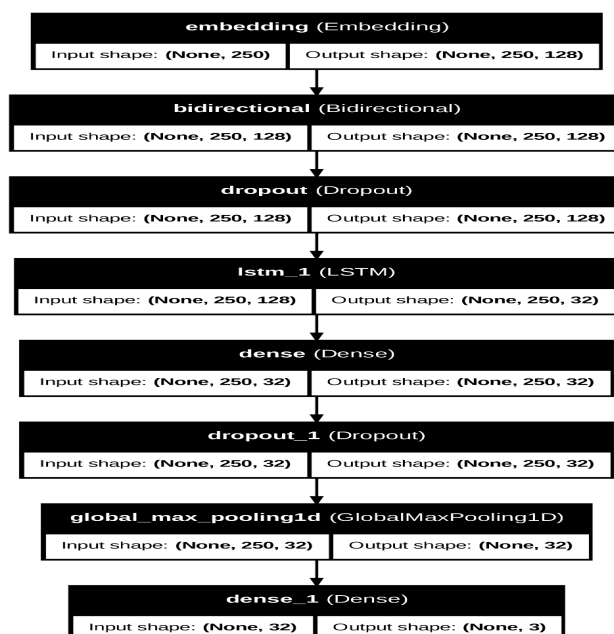 embedding (Embedding)
Input shape: (None, 250) Output shape: (None, 250, 128)
bidirectional (Bidirectional)
Input shape: (None, 250, 128) Output shape: (None, 250, 128)
dropout (Dropout)
Input shape: (None, 250, 128) Output shape: (None, 250, 128)
lstm_1 (LSTM)
Input shape: (None, 250, 128) Output shape: (None, 250, 32)
dense (Dense)
Input shape: (None, 250, 32) Output shape: (None, 250, 32)
dropout_1 (Dropout)
Input shape: (None, 250, 32) Output shape: (None, 250, 32)
global_max_pooling1d (GlobalMaxPooling1D)
Input shape: (None, 250, 32) Output shape: (None, 32)
dense_1 (Dense)
Input shape: (None, 32) Output shape: (None, 3)